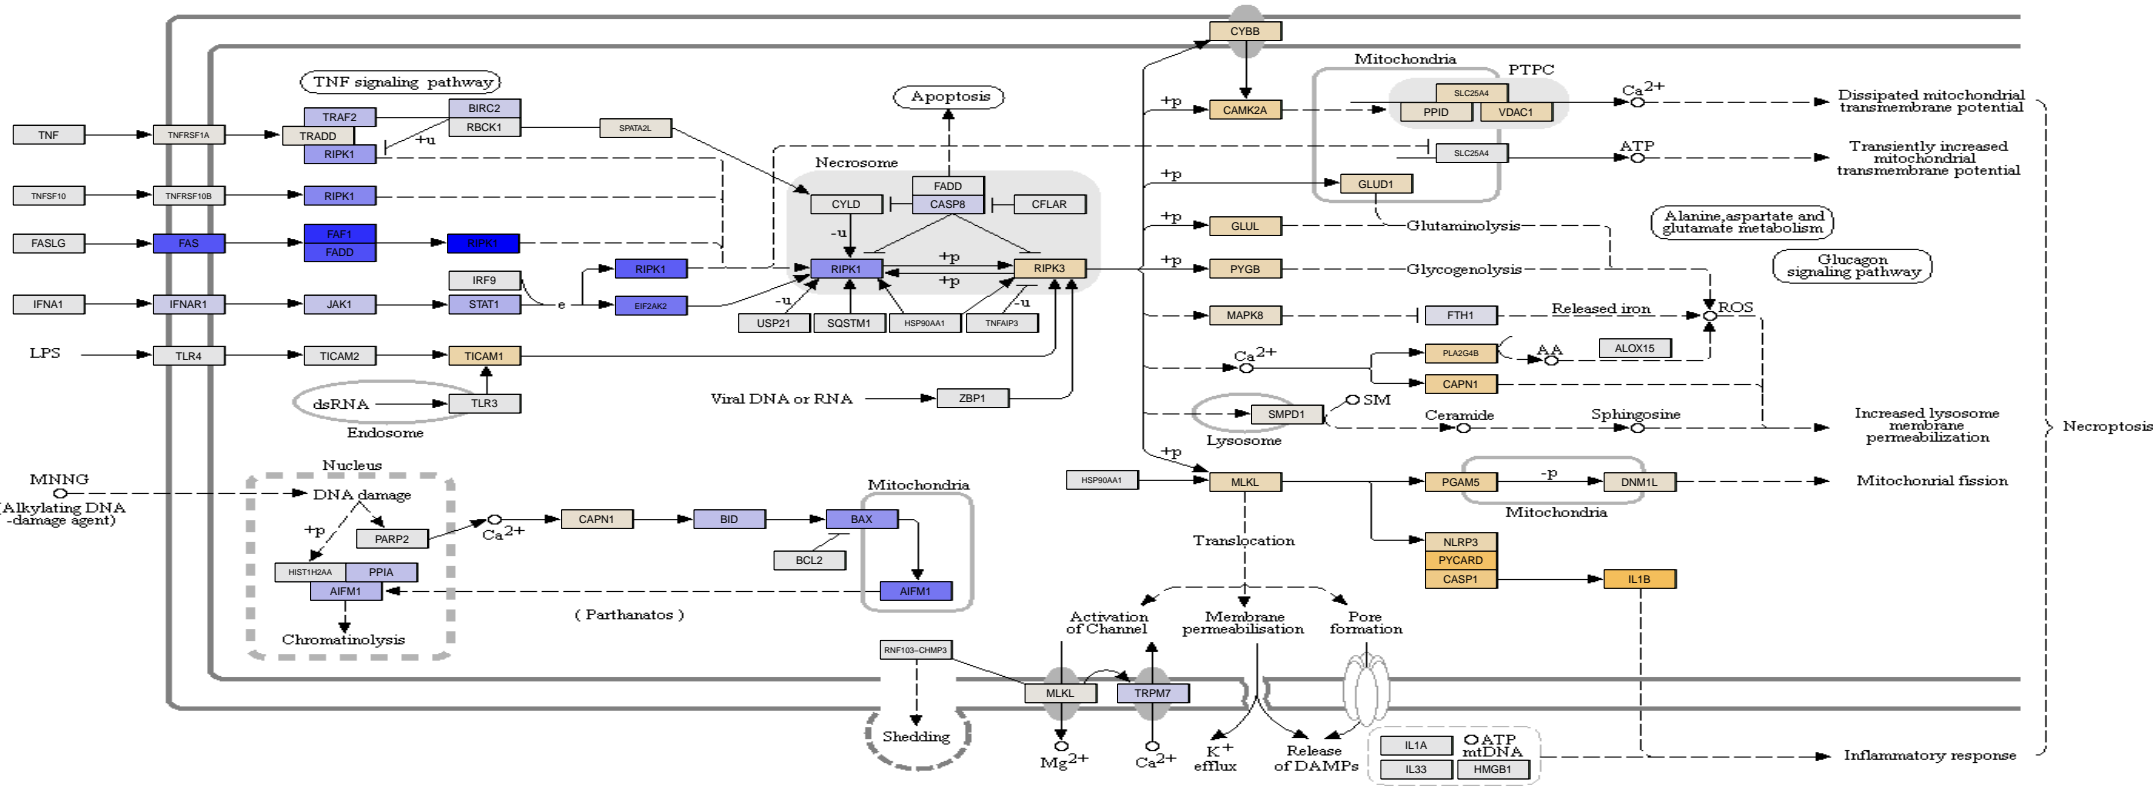 CYBB
Mitochondria
PTPC
TNF signaling pathway
Apoptosis
SLC25A4
Ca2+
Dissipated mitochondrial
transmembrane potential
+p
CAMK2A
PPID
VDAC1
BIRC2
TRAF2
RBCK1
SPATA2L
TNF
TNFRSF1A
TRADD
+u
RIPK1
Necrosome
SLC25A4
ATP
Transiently increased
mitochondrial
transmembrane potential
+p
GLUD1
TNFSF10
TNFRSF10B
RIPK1
FADD
CYLD
CASP8
CFLAR
+p
GLUL
Glutaminolysis
Alanine,aspartate and
glutamate metabolism
FASLG
FAS
FAF1
FADD
RIPK1
-u
+p
PYGB
Glycogenolysis
Glucagon
signaling pathway
RIPK1
RIPK1
+p
+p
RIPK3
IRF9
IFNA1
IFNAR1
JAK1
STAT1
e
EIF2AK2
-u
-u
USP21
SQSTM1
HSP90AA1
TNFAIP3
MAPK8
FTH1
Released iron
ROS
LPS
TLR4
TICAM2
TICAM1
Ca2+
PLA2G4B
AA
ALOX15
CAPN1
dsRNA
TLR3
Endosome
Viral DNA or RNA
ZBP1
SMPD1
SM
Lysosome
Ceramide
Sphingosine
Increased lysosome
membrane
permeabilization
Necroptosis
+p
HSP90AA1
MLKL
PGAM5
-p
DNM1L
Mitochonrial fission
Mitochondria
MNNG
(Alkylating DNA
-damage agent)
Nucleus
DNA damage
+p
PARP2
Ca2+
CAPN1
BID
Mitochondria
BAX
BCL2
HIST1H2AA
PPIA
AIFM1
AIFM1
( Parthanatos )
Chromatinolysis
Translocation
NLRP3
PYCARD
CASP1
IL1B
Activation
of Channel
Membrane
permeabilisation
Pore
formation
RNF103-CHMP3
MLKL
TRPM7
Shedding
Mg2+
Ca2+
K+
efflux
Release
of DAMPs
IL1A
ATP
mtDNA
IL33
HMGB1
Inflammatory response